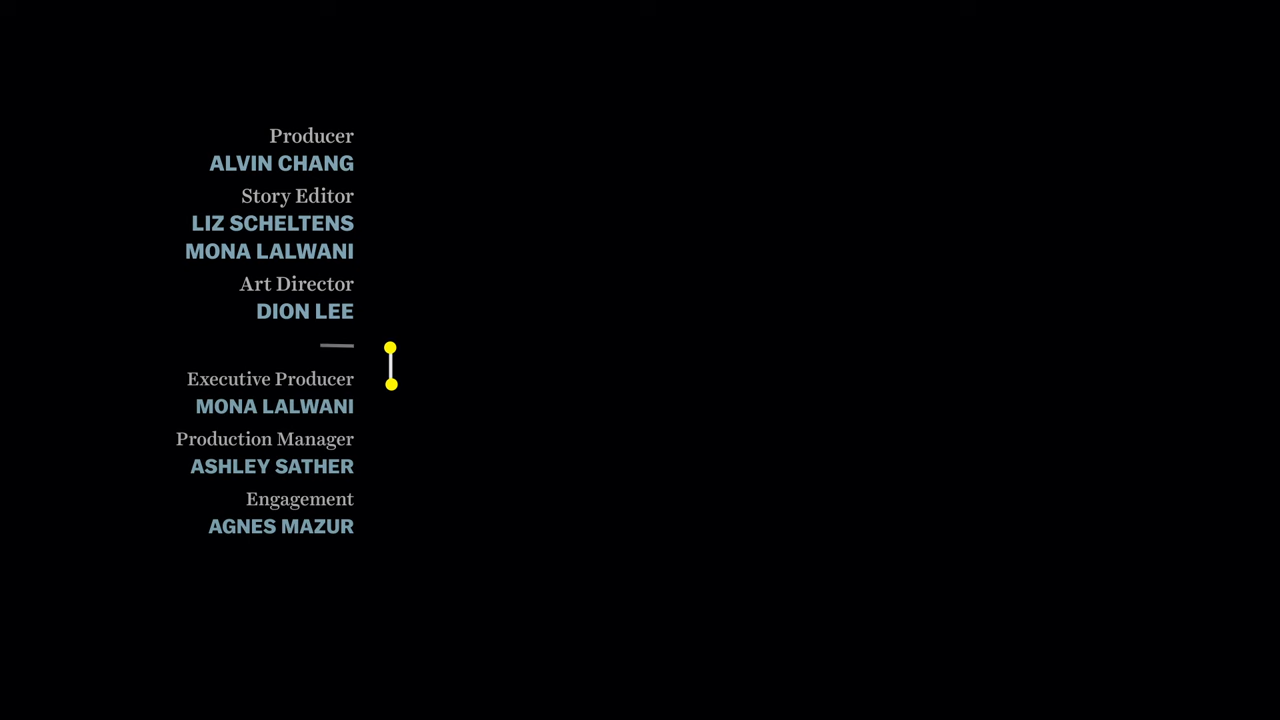 Producer
ALVIN CHANG
Story Editor
LIZ SCHELTENS
MONA LALWANI
Art Director
DION LEE
Executive Producer
MONA LALWANI
Production Manager
ASHLEY SATHER
Engagement
AGNES MAZUR